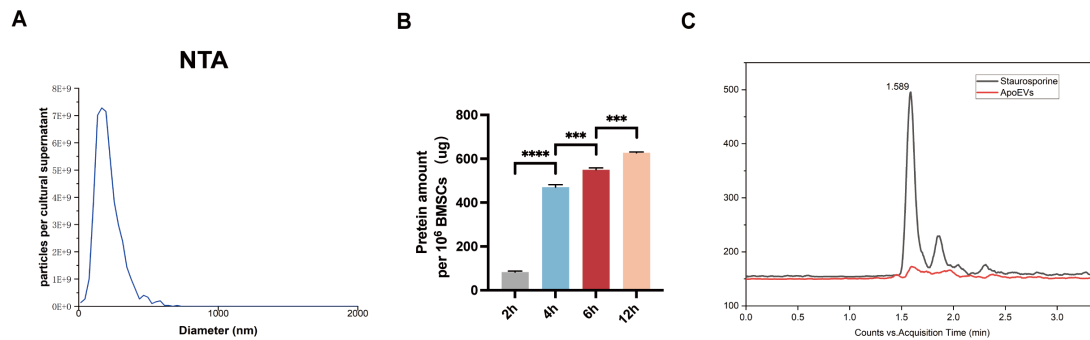 A
B
C
NTA
particles per cultural supernatant
8E+9
7E+9
6E+9
5E+9
4E+9
3E+9
2E+9
1E+9
0E+0
0
1000
2000
Diameter (nm)
Pretein amount
per 10⁶ BMSCs (ug)
800
600
400
200
0
****
***
***
2h
4h
6h
12h
500
400
300
200
100
1.589
Staurosporine
ApoEVs
0.0
0.5
1.0
1.5
2.0
2.5
3.0
Counts vs.Acquisition Time (min)